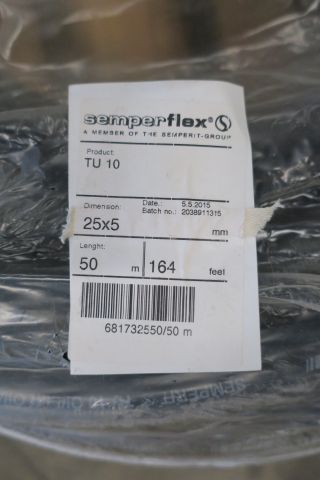 semperflex®
A MEMBER OF THE SEMPERIT-GROUP
Product:
TU 10
Dimension:
Date.: 5.5.2015
Batch no.: 2038911315
25x5 mm
Lenght:
50 m 164 feet
681732550/50 m